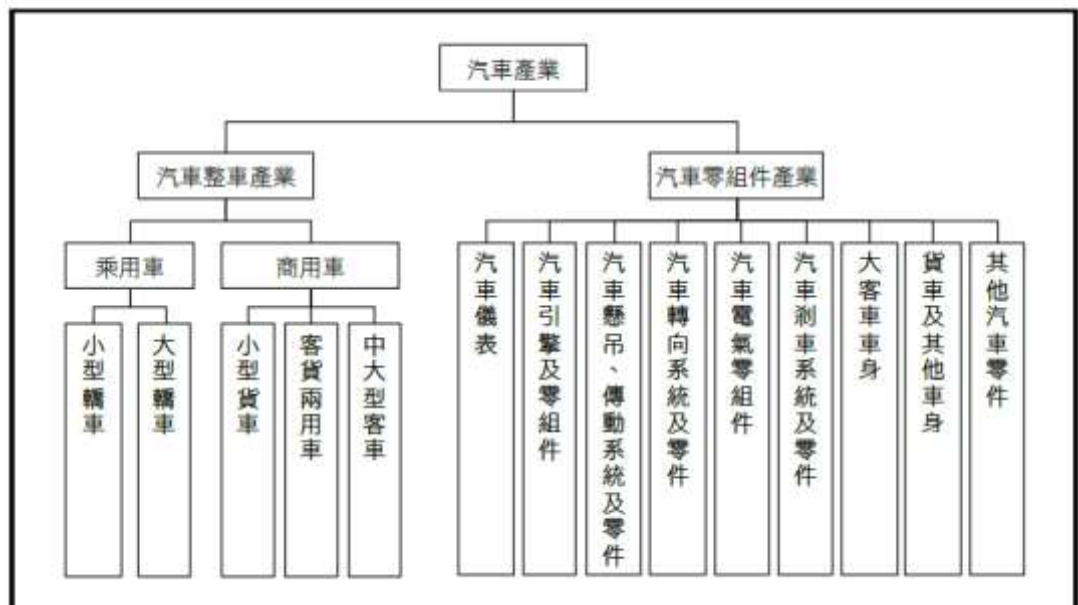 汽車產業
汽車整車產業
汽車零組件產業
乘用車
商用車
小型轎車
大型轎車
小型貨車
客貨兩用車
中大型客車
汽車儀表
汽車引擎及零組件
汽車懸吊、傳動系統及零件
汽車轉向系統及零件
汽車電氣零組件
汽車剎車系統及零件
大客車車身
貨車及其他車身
其他汽車零件